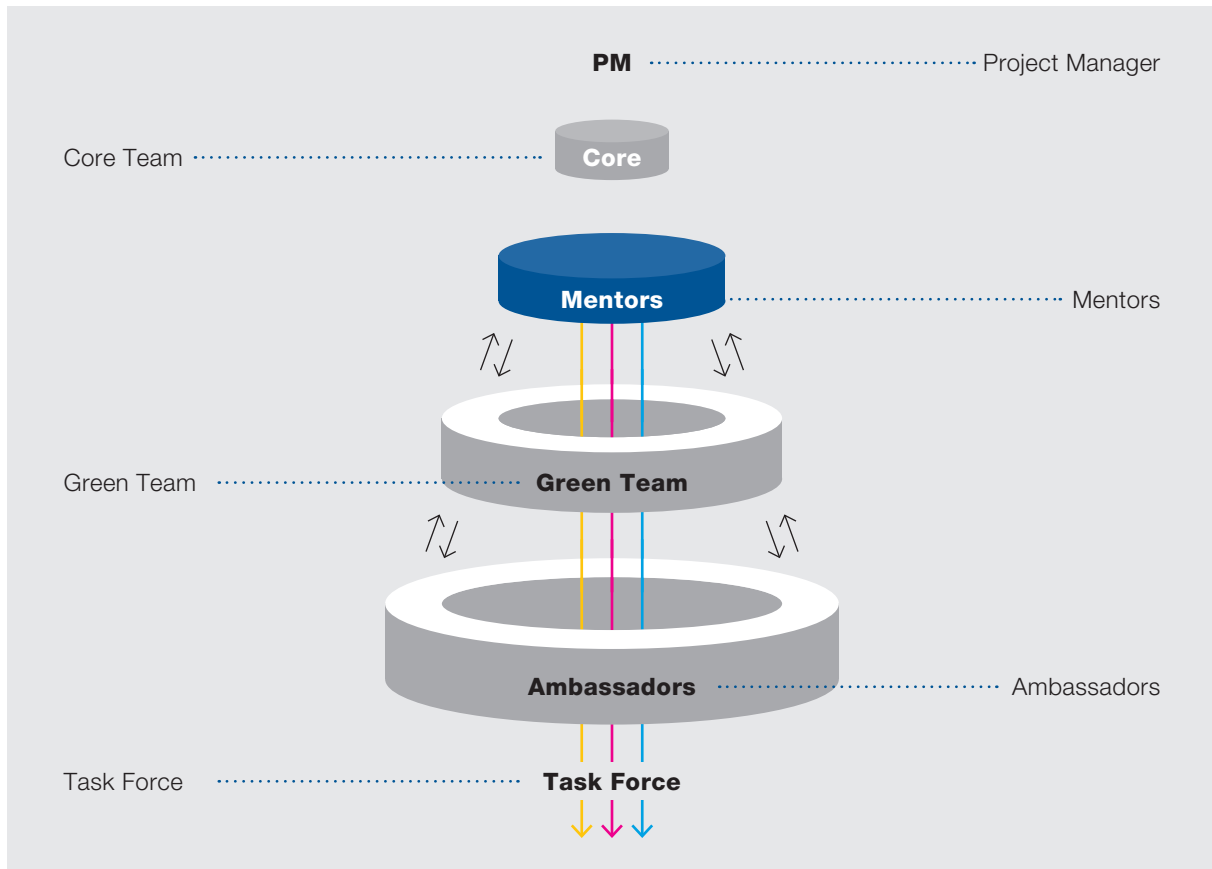 PM
Project Manager
Core Team
Core
Mentors
Mentors
Green Team
Green Team
Ambassadors
Ambassadors
Task Force
Task Force